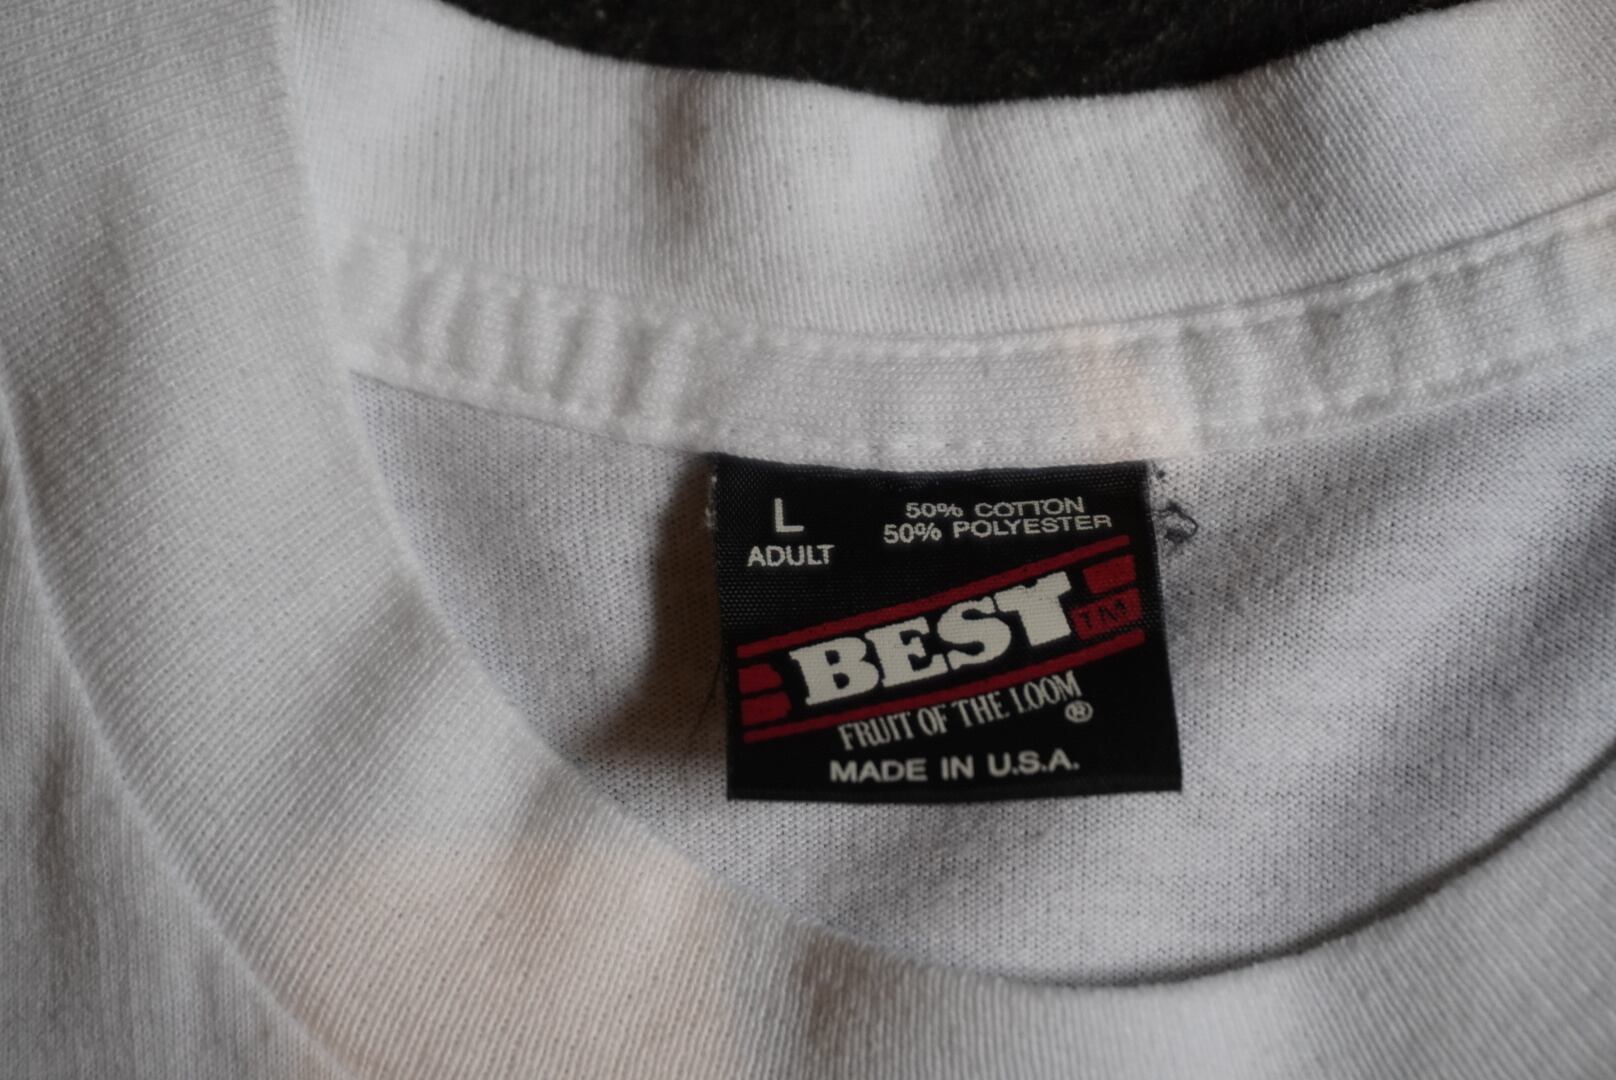 L
ADULT
50% COTTON
50% POLYESTER
BEST TM
FRUIT OF THE LOOM ®
MADE IN U.S.A.